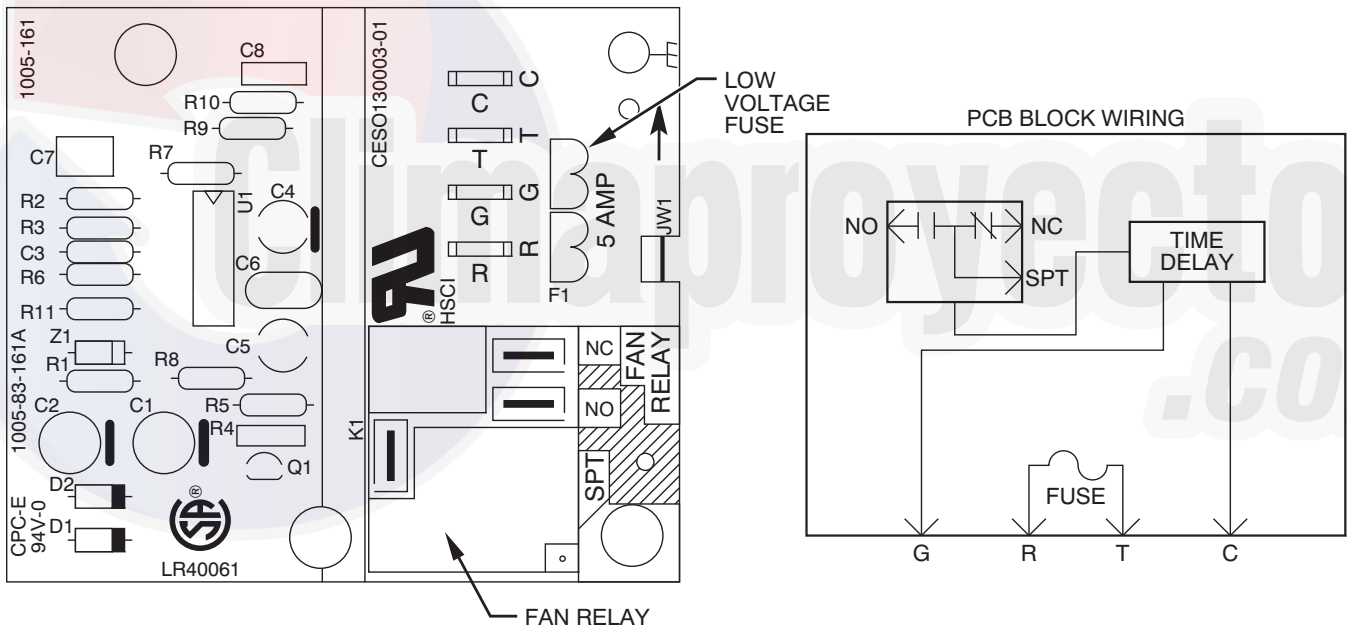 1005-161
C8
R10
R9
C7
R7
R2
U1
C4
R3
C3
C6
R6
R11
C5
Z1
R1
R8
1005-83-161A
C2
C1
R5
R4
Q1
D2
D1
CPC-E
94V-0
SA ®
LR40061
CESO130003-01
C C
T T
G G
R R
5 AMP
F1
JW1
® HSCI
NC
NO
FAN
RELAY
K1
SPT
LOW
VOLTAGE
FUSE
FAN RELAY
PCB BLOCK WIRING
NO
NC
SPT
TIME
DELAY
FUSE
G R T C
Climaproyecto
.co